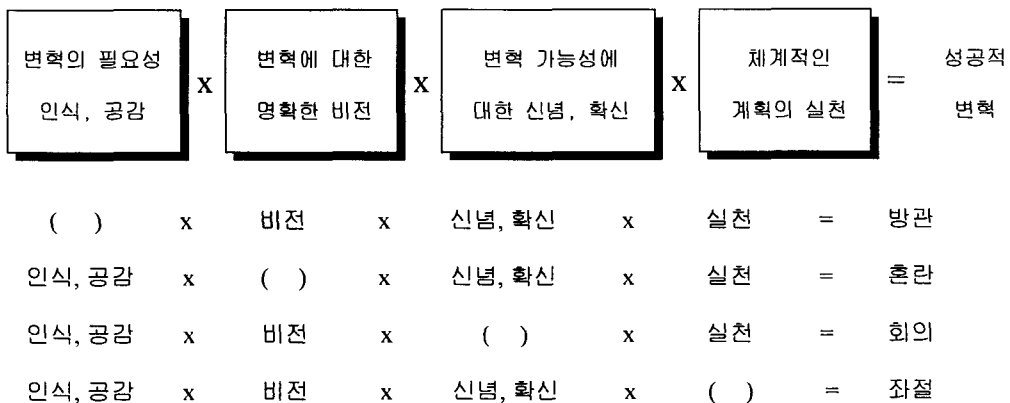 변혁의 필요성 변혁에 대한 변혁 가능성에 체계적인 성공적
x x x =
인식, 공감 명확한 비전 대한 신념, 확신 계획의 실천 변혁
( ) x 비전 x 신념, 확신 x 실천 = 방관
인식, 공감 x ( ) x 신념, 확신 x 실천 = 혼란
인식, 공감 x 비전 x ( ) x 실천 = 회의
인식, 공감 x 비전 x 신념, 확신 x ( ) = 좌절